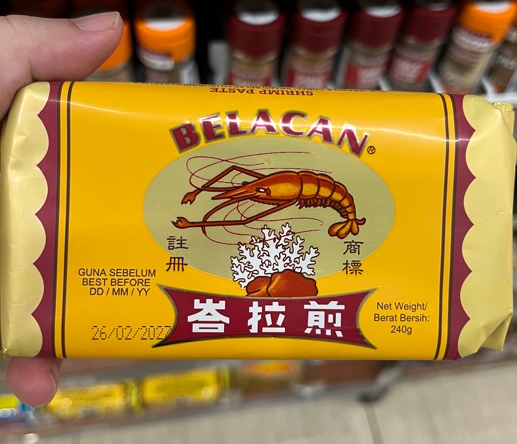 SHRIMP PASTE
BELACAN®
註冊
商標
GUNA SEBELUM
BEST BEFORE
DD / MM / YY
26/02/2027
峇拉煎
Net Weight/
Berat Bersih:
240g